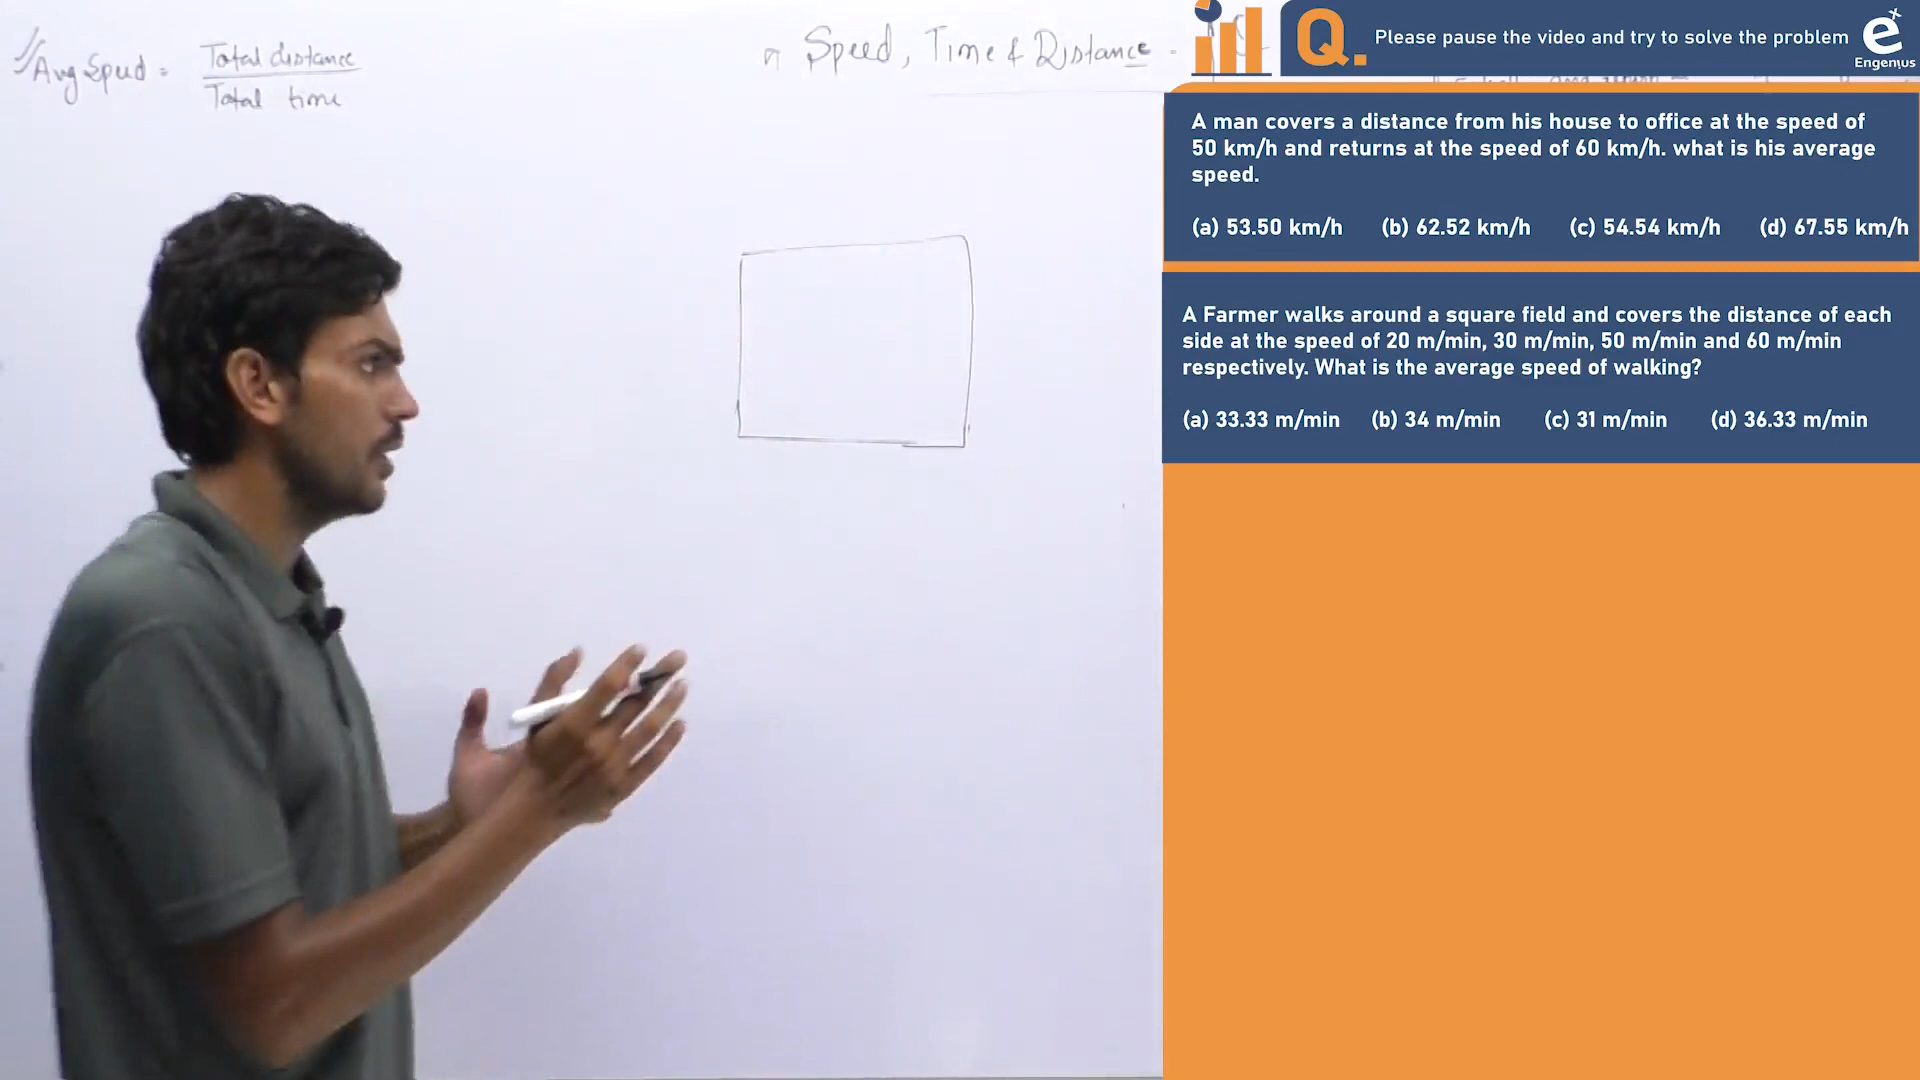 Avg Speed = Total distance
Total time
Speed, Time & Distance -
Q.
Please pause the video and try to solve the problem
ex
Engenius
A man covers a distance from his house to office at the speed of
50 km/h and returns at the speed of 60 km/h. what is his average
speed.
(a) 53.50 km/h (b) 62.52 km/h (c) 54.54 km/h (d) 67.55 km/h
A Farmer walks around a square field and covers the distance of each
side at the speed of 20 m/min, 30 m/min, 50 m/min and 60 m/min
respectively. What is the average speed of walking?
(a) 33.33 m/min (b) 34 m/min (c) 31 m/min (d) 36.33 m/min